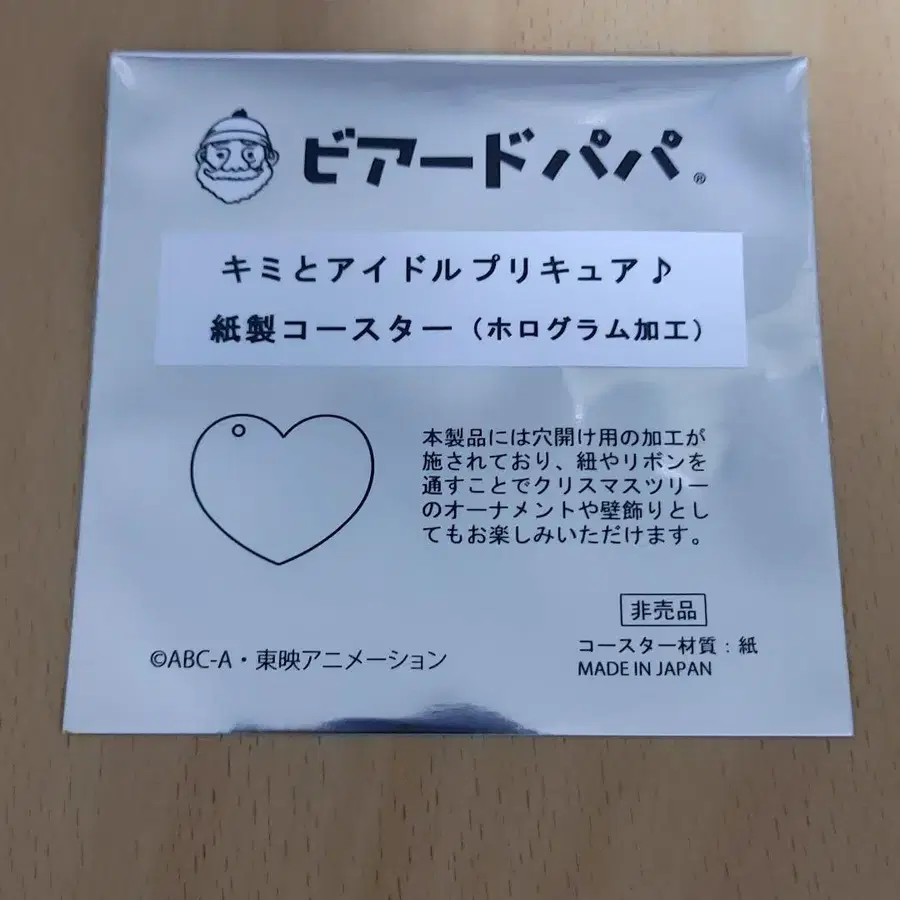 ビアードパパ®
キミとアイドルプリキュア♪
紙製コースター（ホログラム加工）
本製品には穴開け用の加工が
施されており、紐やリボンを
通すことでクリスマスツリー
のオーナメントや壁飾りとし
てもお楽しみいただけます。
非売品
コースター材質：紙
MADE IN JAPAN
©ABC-A・東映アニメーション